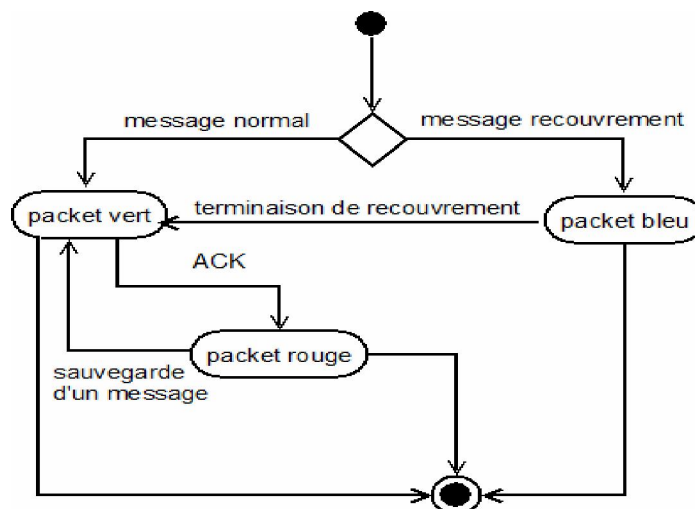 message normal
message recouvrement
packet vert
terminaison de recouvrement
packet bleu
ACK
packet rouge
sauvegarde
d'un message